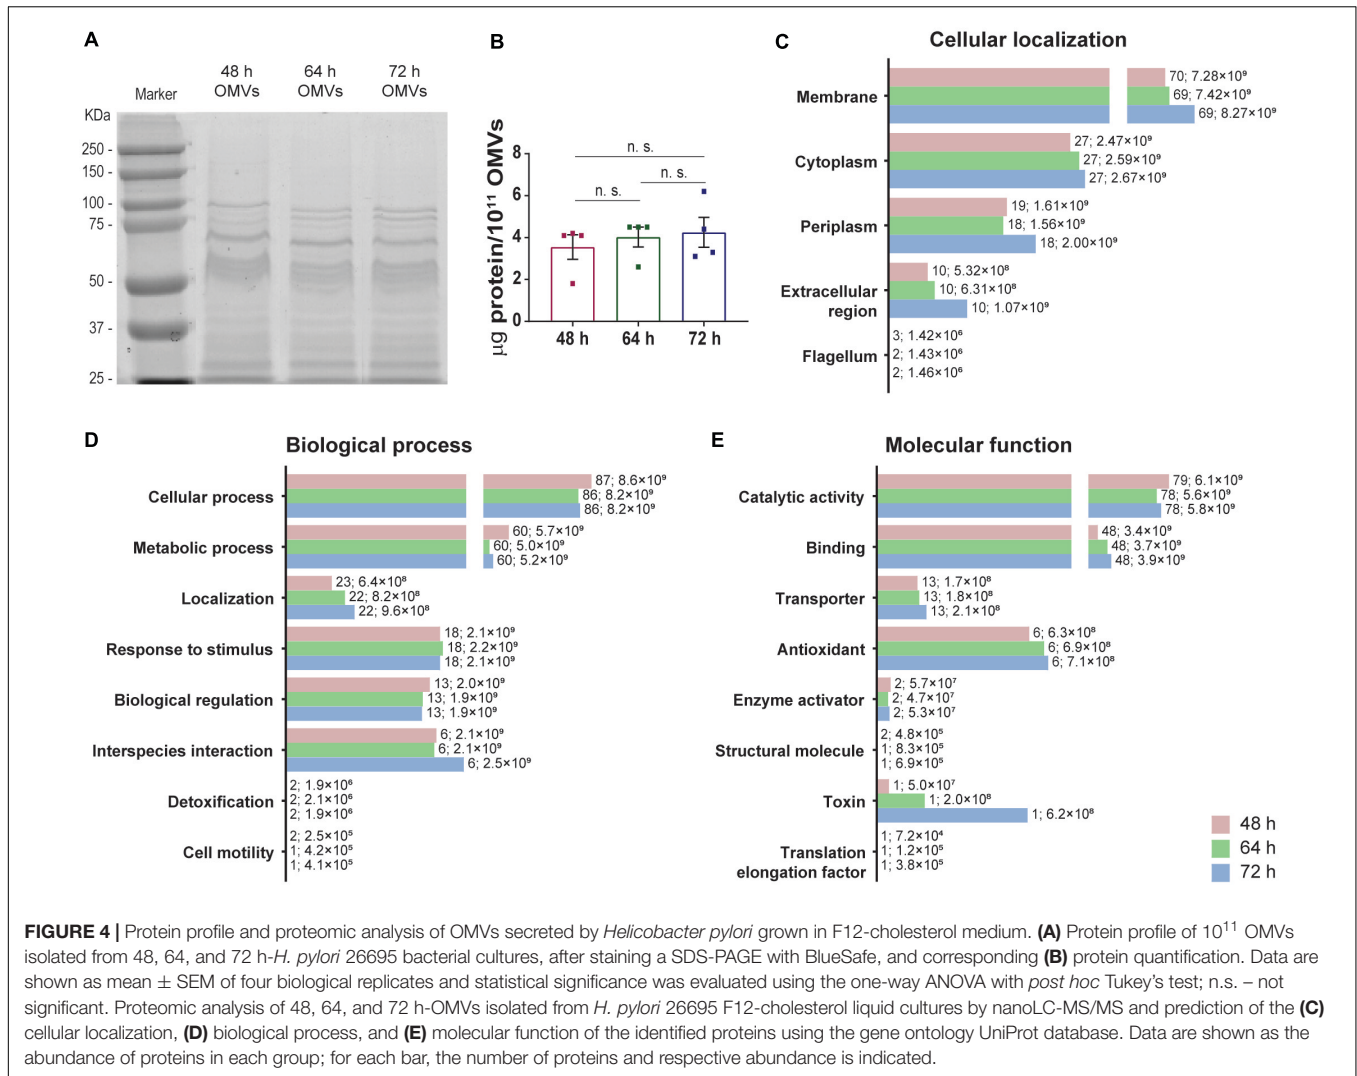 A
48 h
OMVs
64 h
OMVs
72 h
OMVs
Marker
KDa
250 -
150 -
100 -
75 -
50 -
37 -
25 -
B
µg protein/10¹¹ OMVs
8
6
4
2
0
n. s.
n. s.
n. s.
48 h
64 h
72 h
C
Cellular localization
Membrane
70; 7.28×10⁹
69; 7.42×10⁹
69; 8.27×10⁹
Cytoplasm
27; 2.47×10⁹
27; 2.59×10⁹
27; 2.67×10⁹
Periplasm
19; 1.61×10⁹
18; 1.56×10⁹
18; 2.00×10⁹
Extracellular
region
10; 5.32×10⁸
10; 6.31×10⁸
10; 1.07×10⁹
Flagellum
3; 1.42×10⁶
2; 1.43×10⁶
2; 1.46×10⁶
D
Biological process
Cellular process
87; 8.6×10⁹
86; 8.2×10⁹
86; 8.2×10⁹
Metabolic process
60; 5.7×10⁹
60; 5.0×10⁹
60; 5.2×10⁹
Localization
23; 6.4×10⁸
22; 8.2×10⁸
22; 9.6×10⁸
Response to stimulus
18; 2.1×10⁹
18; 2.2×10⁹
18; 2.1×10⁹
Biological regulation
13; 2.0×10⁹
13; 1.9×10⁹
13; 1.9×10⁹
Interspecies interaction
6; 2.1×10⁹
6; 2.1×10⁹
6; 2.5×10⁹
Detoxification
2; 1.9×10⁶
2; 2.1×10⁶
2; 1.9×10⁶
Cell motility
2; 2.5×10⁵
1; 4.2×10⁵
1; 4.1×10⁵
E
Molecular function
Catalytic activity
79; 6.1×10⁹
78; 5.6×10⁹
78; 5.8×10⁹
Binding
48; 3.4×10⁹
48; 3.7×10⁹
48; 3.9×10⁹
Transporter
13; 1.7×10⁸
13; 1.8×10⁸
13; 2.1×10⁸
Antioxidant
6; 6.3×10⁸
6; 6.9×10⁸
6; 7.1×10⁸
Enzyme activator
2; 5.7×10⁷
2; 4.7×10⁷
2; 5.3×10⁷
Structural molecule
2; 4.8×10⁵
1; 8.3×10⁵
1; 6.9×10⁵
Toxin
1; 5.0×10⁷
1; 2.0×10⁸
1; 6.2×10⁸
Translation
elongation factor
1; 7.2×10⁴
1; 1.2×10⁵
1; 3.8×10⁵
48 h
64 h
72 h
FIGURE 4 | Protein profile and proteomic analysis of OMVs secreted by Helicobacter pylori grown in F12-cholesterol medium. (A) Protein profile of 10¹¹ OMVs
isolated from 48, 64, and 72 h-H. pylori 26695 bacterial cultures, after staining a SDS-PAGE with BlueSafe, and corresponding (B) protein quantification. Data are
shown as mean ± SEM of four biological replicates and statistical significance was evaluated using the one-way ANOVA with post hoc Tukey's test; n.s. – not
significant. Proteomic analysis of 48, 64, and 72 h-OMVs isolated from H. pylori 26695 F12-cholesterol liquid cultures by nanoLC-MS/MS and prediction of the (C)
cellular localization, (D) biological process, and (E) molecular function of the identified proteins using the gene ontology UniProt database. Data are shown as the
abundance of proteins in each group; for each bar, the number of proteins and respective abundance is indicated.